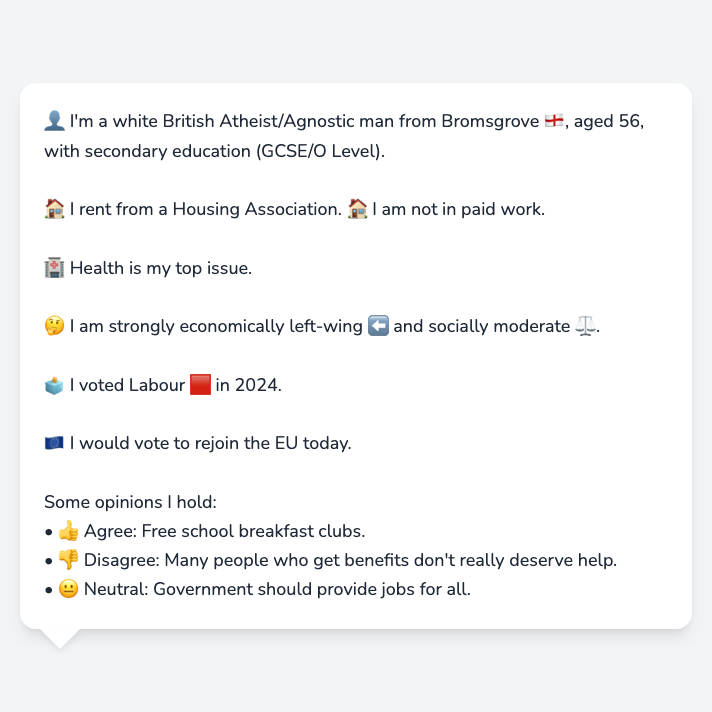 👤 I'm a white British Atheist/Agnostic man from Bromsgrove 🏴󠁧󠁢󠁥󠁮󠁧󠁿, aged 56,
with secondary education (GCSE/O Level).
🏠 I rent from a Housing Association. 🏠 I am not in paid work.
🏥 Health is my top issue.
🤔 I am strongly economically left-wing ⬅️ and socially moderate ⚖️.
🗳️ I voted Labour 🟥 in 2024.
🇪🇺 I would vote to rejoin the EU today.
Some opinions I hold:
• 👍 Agree: Free school breakfast clubs.
• 👎 Disagree: Many people who get benefits don't really deserve help.
• 😐 Neutral: Government should provide jobs for all.